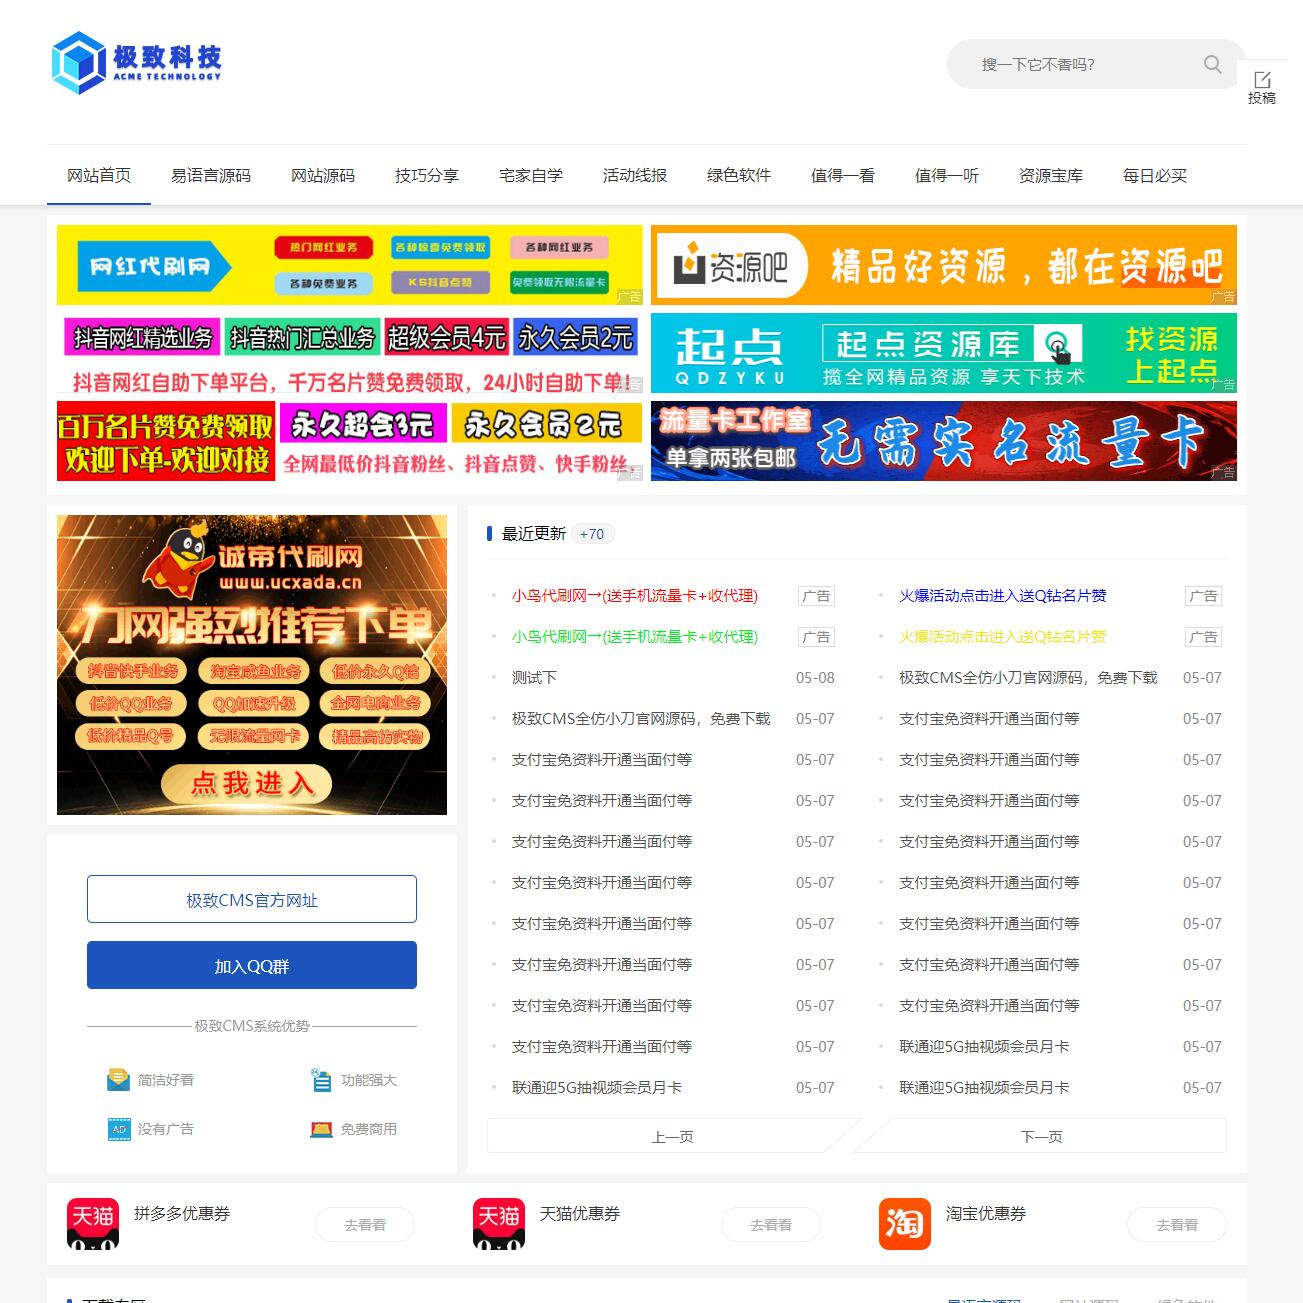 极致科技
ACME TECHNOLOGY
搜一下它不香吗?
投稿
网站首页 易语言源码 网站源码 技巧分享 宅家自学 活动线报 绿色软件 值得一看 值得一听 资源宝库 每日必买
网红代刷网 热门网红业务 各种惊喜免费领取 各种网红业务
各种免费业务 KS抖音点赞 免费领取无限流量卡
广告
资源吧 精品好资源，都在资源吧
广告
抖音网红精选业务 抖音热门汇总业务 超级会员4元 永久会员2元
抖音网红自助下单平台，千万名片赞免费领取，24小时自助下单!
广告
起点 起点资源库 找资源
QDZYKU 揽全网精品资源 享天下技术 上起点
广告
百万名片赞免费领取 永久超会3元 永久会员2元
欢迎下单-欢迎对接 全网最低价抖音粉丝、抖音点赞、快手粉丝
广告
流量卡工作室 无需实名流量卡
单拿两张包邮
广告
诚帝代刷网
www.ucxada.cn
刀网强烈推荐下单
抖音快手业务 淘宝咸鱼业务 低价永久Q钻
低价QQ业务 QQ加速升级 全网电商业务
低价精品Q号 无限流量网卡 精品高仿实物
点我进入
极致CMS官方网址
加入QQ群
极致CMS系统优势
简洁好看 功能强大
AD 没有广告 免费商用
最近更新 +70
小鸟代刷网→(送手机流量卡+收代理) 广告 火爆活动点击进入送Q钻名片赞 广告
小鸟代刷网→(送手机流量卡+收代理) 广告 火爆活动点击进入送Q钻名片赞 广告
测试下 05-08 极致CMS全仿小刀官网源码，免费下载 05-07
极致CMS全仿小刀官网源码，免费下载 05-07 支付宝免资料开通当面付等 05-07
支付宝免资料开通当面付等 05-07 支付宝免资料开通当面付等 05-07
支付宝免资料开通当面付等 05-07 支付宝免资料开通当面付等 05-07
支付宝免资料开通当面付等 05-07 支付宝免资料开通当面付等 05-07
支付宝免资料开通当面付等 05-07 支付宝免资料开通当面付等 05-07
支付宝免资料开通当面付等 05-07 支付宝免资料开通当面付等 05-07
支付宝免资料开通当面付等 05-07 支付宝免资料开通当面付等 05-07
支付宝免资料开通当面付等 05-07 支付宝免资料开通当面付等 05-07
支付宝免资料开通当面付等 05-07 联通迎5G抽视频会员月卡 05-07
联通迎5G抽视频会员月卡 05-07 联通迎5G抽视频会员月卡 05-07
上一页 下一页
天猫 拼多多优惠券 去看看 天猫 天猫优惠券 去看看 淘 淘宝优惠券 去看看
下载专区 易语言源码 网站源码 绿色软件